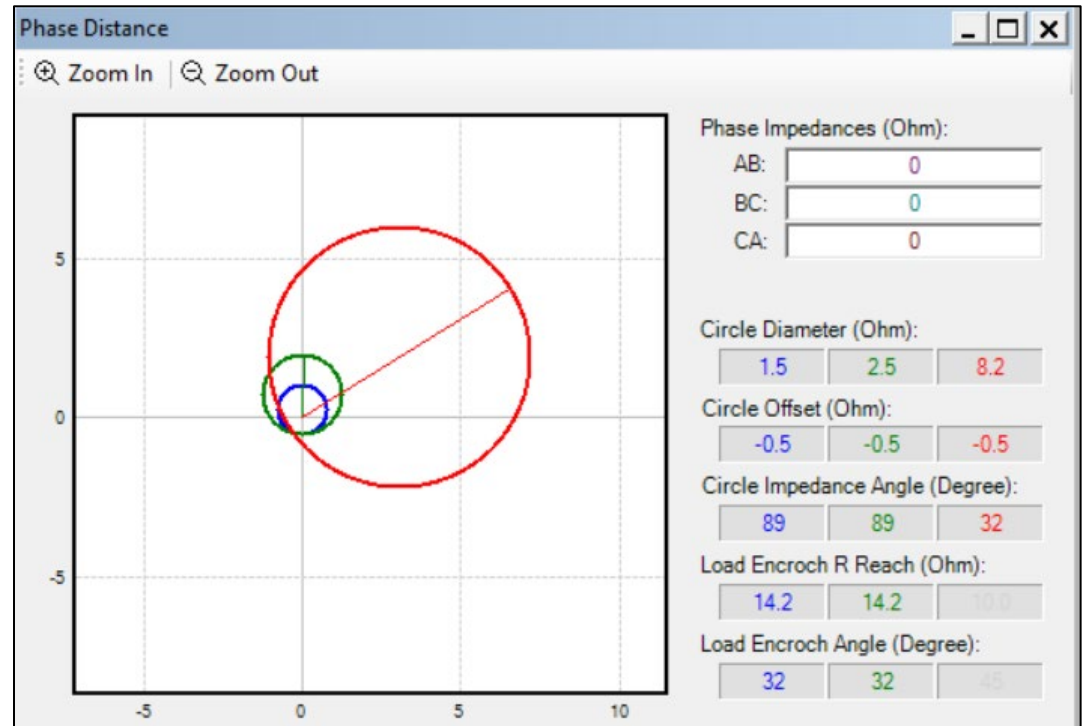 Phase Distance
Zoom In Zoom Out
5
0
-5
-5 0 5 10
Phase Impedances (Ohm):
AB: 0
BC: 0
CA: 0
Circle Diameter (Ohm):
1.5 2.5 8.2
Circle Offset (Ohm):
-0.5 -0.5 -0.5
Circle Impedance Angle (Degree):
89 89 32
Load Encroch R Reach (Ohm):
14.2 14.2 10.0
Load Encroch Angle (Degree):
32 32 45